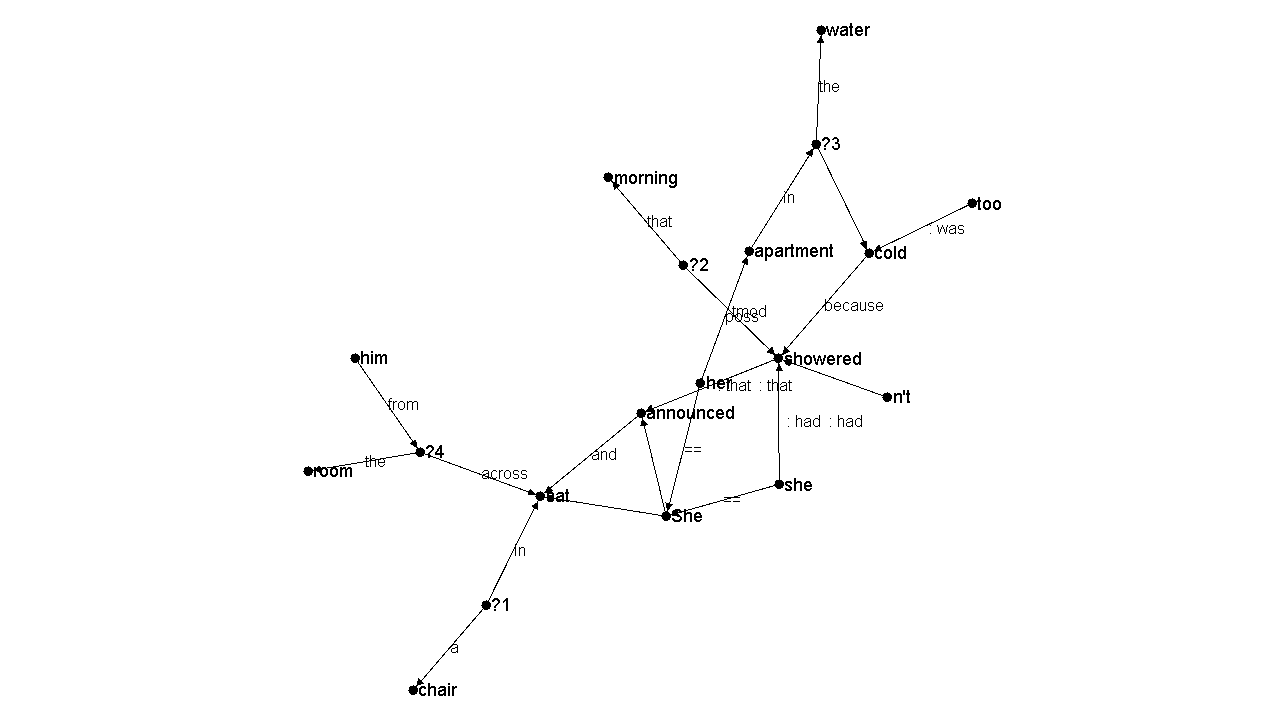 water
the
?3
morning
in
too
that
: was
apartment
cold
?2
because
tmod
poss
him
showered
her
: that : that
n't
from
announced
: had : had
?4
and
==
the
room
across
she
sat
==
She
in
?1
a
chair